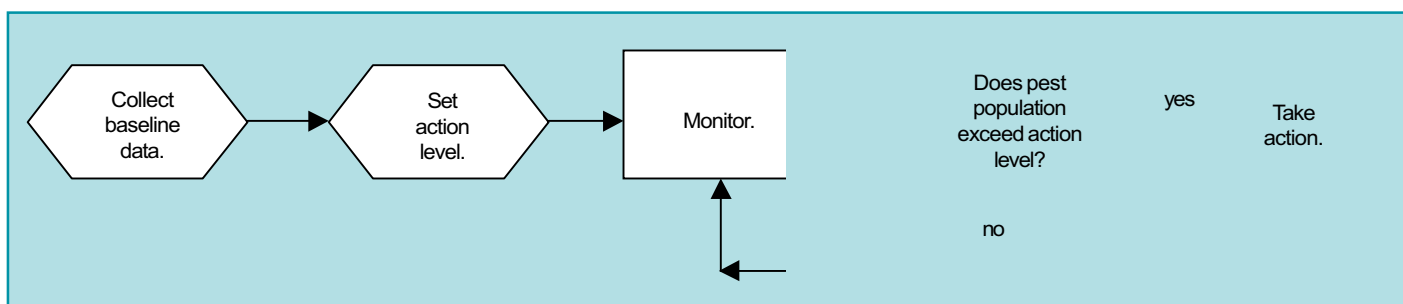 Collect
baseline
data.
Set
action
level.
Monitor.
Does pest
population
exceed action
level?
yes
Take
action.
no